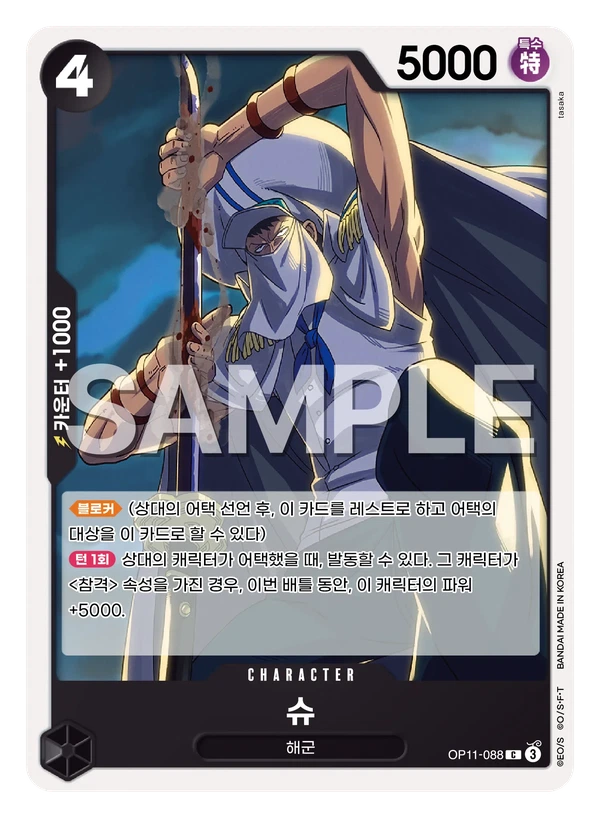 4
5000
특수
特
tasaka
⚡카운터 +1000
SAMPLE
블로커 (상대의 어택 선언 후, 이 카드를 레스트로 하고 어택의
대상을 이 카드로 할 수 있다)
턴 1회 상대의 캐릭터가 어택했을 때, 발동할 수 있다. 그 캐릭터가
<참격> 속성을 가진 경우, 이번 배틀 동안, 이 캐릭터의 파워
+5000.
CHARACTER
슈
해군
OP11-088 C 3
©EO/S ©O/S·F·T BANDAI MADE IN KOREA